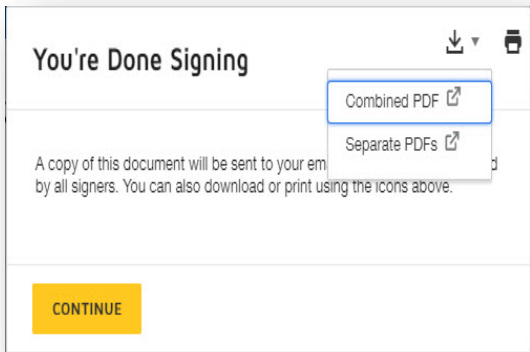 You're Done Signing
Combined PDF
Separate PDFs
A copy of this document will be sent to your
by all signers. You can also download or print using the icons above.
CONTINUE